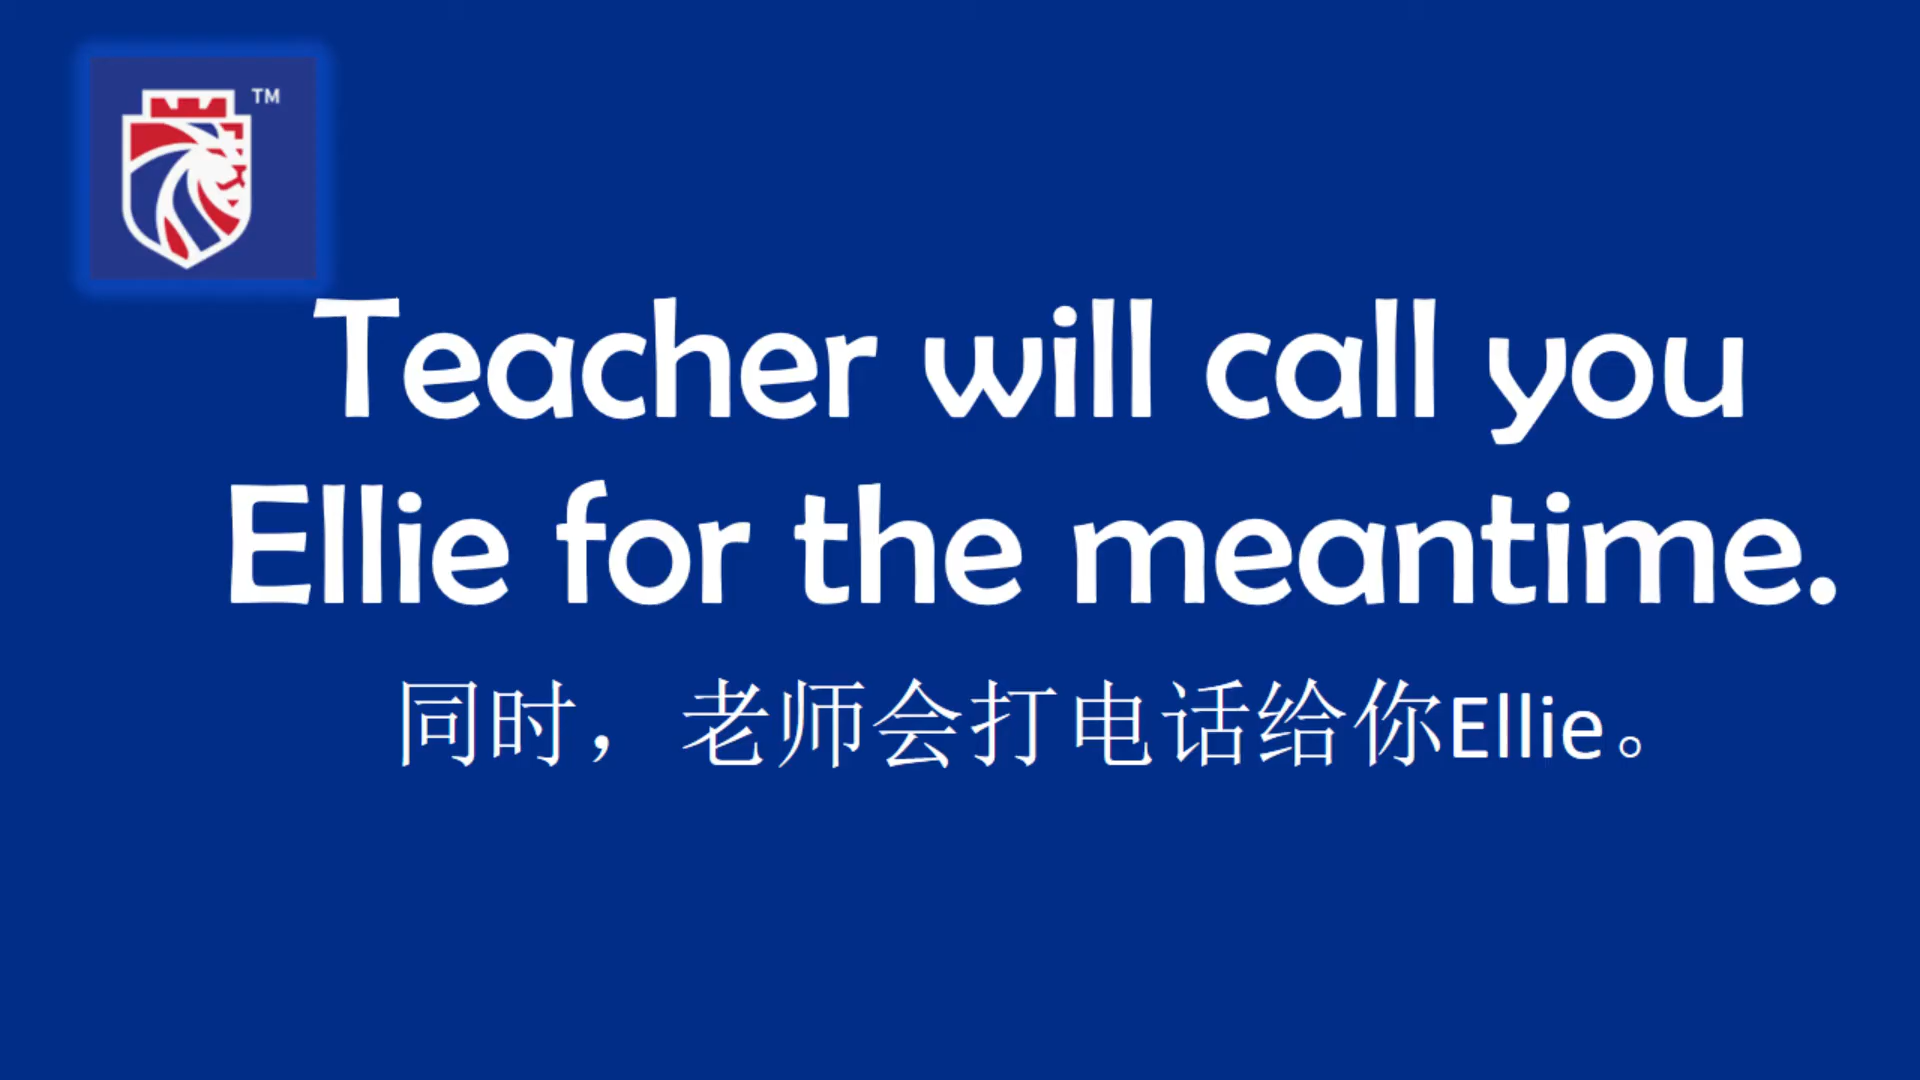 TM
Teacher will call you
Ellie for the meantime.
同时，老师会打电话给你Ellie。